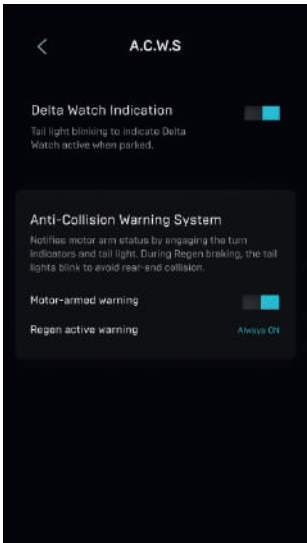 A.C.W.S
Delta Watch Indication
Tail light blinking to indicate Delta
Watch active when parked.
Anti-Collision Warning System
Notifies motor arm status by engaging the turn
indicators and tail light. During Regen braking, the tail
lights blink to avoid rear-end collision.
Motor-armed warning
Regen active warning
Always ON